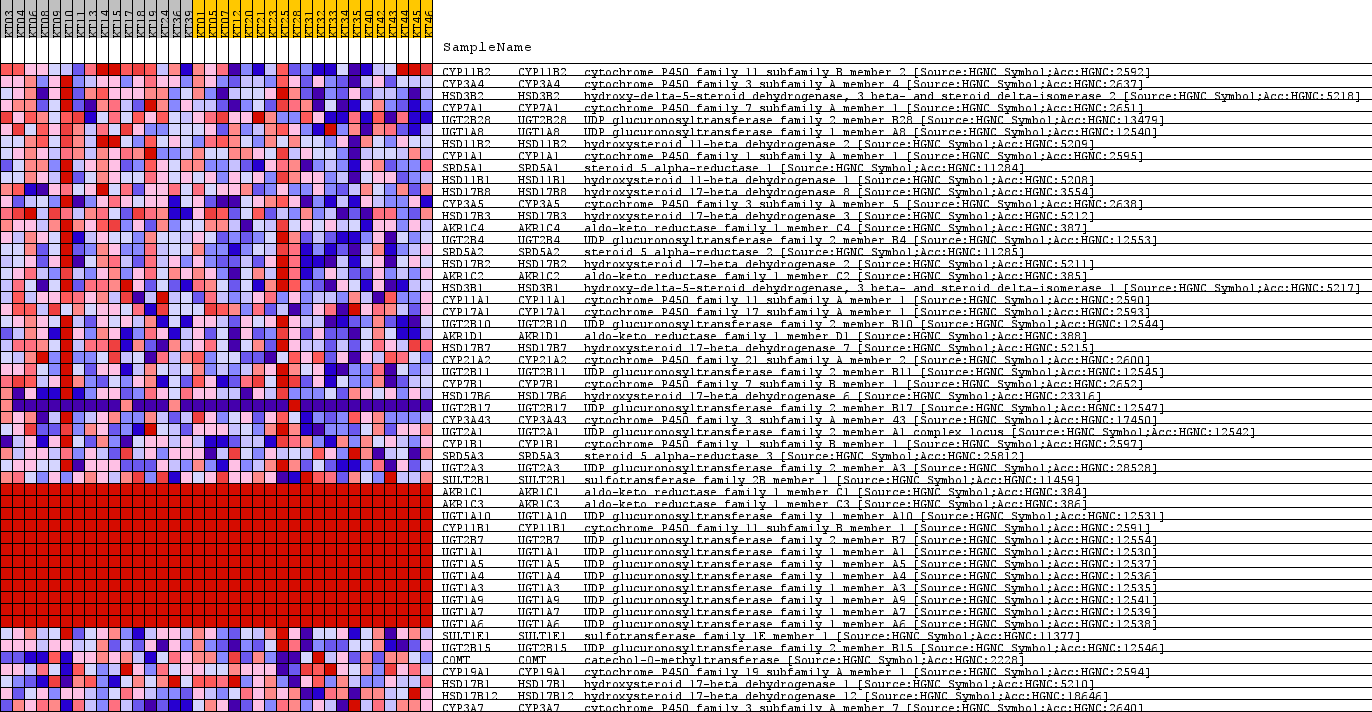 KT03 KT04 KT06 KT08 KT09 KT10 KT11 KT13 KT14 KT15 KT17 KT18 KT19 KT24 KT36 KT39 KT01 KT05 KT07 KT12 KT20 KT21 KT23 KT25 KT28 KT31 KT32 KT33 KT34 KT35 KT40 KT42 KT43 KT44 KT45 KT46
SampleName
CYP11B2 CYP11B2 cytochrome P450 family 11 subfamily B member 2 [Source:HGNC Symbol;Acc:HGNC:2592]
CYP3A4 CYP3A4 cytochrome P450 family 3 subfamily A member 4 [Source:HGNC Symbol;Acc:HGNC:2637]
HSD3B2 HSD3B2 hydroxy-delta-5-steroid dehydrogenase, 3 beta- and steroid delta-isomerase 2 [Source:HGNC Symbol;Acc:HGNC:5218]
CYP7A1 CYP7A1 cytochrome P450 family 7 subfamily A member 1 [Source:HGNC Symbol;Acc:HGNC:2651]
UGT2B28 UGT2B28 UDP glucuronosyltransferase family 2 member B28 [Source:HGNC Symbol;Acc:HGNC:13479]
UGT1A8 UGT1A8 UDP glucuronosyltransferase family 1 member A8 [Source:HGNC Symbol;Acc:HGNC:12540]
HSD11B2 HSD11B2 hydroxysteroid 11-beta dehydrogenase 2 [Source:HGNC Symbol;Acc:HGNC:5209]
CYP1A1 CYP1A1 cytochrome P450 family 1 subfamily A member 1 [Source:HGNC Symbol;Acc:HGNC:2595]
SRD5A1 SRD5A1 steroid 5 alpha-reductase 1 [Source:HGNC Symbol;Acc:HGNC:11284]
HSD11B1 HSD11B1 hydroxysteroid 11-beta dehydrogenase 1 [Source:HGNC Symbol;Acc:HGNC:5208]
HSD17B8 HSD17B8 hydroxysteroid 17-beta dehydrogenase 8 [Source:HGNC Symbol;Acc:HGNC:3554]
CYP3A5 CYP3A5 cytochrome P450 family 3 subfamily A member 5 [Source:HGNC Symbol;Acc:HGNC:2638]
HSD17B3 HSD17B3 hydroxysteroid 17-beta dehydrogenase 3 [Source:HGNC Symbol;Acc:HGNC:5212]
AKR1C4 AKR1C4 aldo-keto reductase family 1 member C4 [Source:HGNC Symbol;Acc:HGNC:387]
UGT2B4 UGT2B4 UDP glucuronosyltransferase family 2 member B4 [Source:HGNC Symbol;Acc:HGNC:12553]
SRD5A2 SRD5A2 steroid 5 alpha-reductase 2 [Source:HGNC Symbol;Acc:HGNC:11285]
HSD17B2 HSD17B2 hydroxysteroid 17-beta dehydrogenase 2 [Source:HGNC Symbol;Acc:HGNC:5211]
AKR1C2 AKR1C2 aldo-keto reductase family 1 member C2 [Source:HGNC Symbol;Acc:HGNC:385]
HSD3B1 HSD3B1 hydroxy-delta-5-steroid dehydrogenase, 3 beta- and steroid delta-isomerase 1 [Source:HGNC Symbol;Acc:HGNC:5217]
CYP11A1 CYP11A1 cytochrome P450 family 11 subfamily A member 1 [Source:HGNC Symbol;Acc:HGNC:2590]
CYP17A1 CYP17A1 cytochrome P450 family 17 subfamily A member 1 [Source:HGNC Symbol;Acc:HGNC:2593]
UGT2B10 UGT2B10 UDP glucuronosyltransferase family 2 member B10 [Source:HGNC Symbol;Acc:HGNC:12544]
AKR1D1 AKR1D1 aldo-keto reductase family 1 member D1 [Source:HGNC Symbol;Acc:HGNC:388]
HSD17B7 HSD17B7 hydroxysteroid 17-beta dehydrogenase 7 [Source:HGNC Symbol;Acc:HGNC:5215]
CYP21A2 CYP21A2 cytochrome P450 family 21 subfamily A member 2 [Source:HGNC Symbol;Acc:HGNC:2600]
UGT2B11 UGT2B11 UDP glucuronosyltransferase family 2 member B11 [Source:HGNC Symbol;Acc:HGNC:12545]
CYP7B1 CYP7B1 cytochrome P450 family 7 subfamily B member 1 [Source:HGNC Symbol;Acc:HGNC:2652]
HSD17B6 HSD17B6 hydroxysteroid 17-beta dehydrogenase 6 [Source:HGNC Symbol;Acc:HGNC:23316]
UGT2B17 UGT2B17 UDP glucuronosyltransferase family 2 member B17 [Source:HGNC Symbol;Acc:HGNC:12547]
CYP3A43 CYP3A43 cytochrome P450 family 3 subfamily A member 43 [Source:HGNC Symbol;Acc:HGNC:17450]
UGT2A1 UGT2A1 UDP glucuronosyltransferase family 2 member A1 complex locus [Source:HGNC Symbol;Acc:HGNC:12542]
CYP1B1 CYP1B1 cytochrome P450 family 1 subfamily B member 1 [Source:HGNC Symbol;Acc:HGNC:2597]
SRD5A3 SRD5A3 steroid 5 alpha-reductase 3 [Source:HGNC Symbol;Acc:HGNC:25812]
UGT2A3 UGT2A3 UDP glucuronosyltransferase family 2 member A3 [Source:HGNC Symbol;Acc:HGNC:28528]
SULT2B1 SULT2B1 sulfotransferase family 2B member 1 [Source:HGNC Symbol;Acc:HGNC:11459]
AKR1C1 AKR1C1 aldo-keto reductase family 1 member C1 [Source:HGNC Symbol;Acc:HGNC:384]
AKR1C3 AKR1C3 aldo-keto reductase family 1 member C3 [Source:HGNC Symbol;Acc:HGNC:386]
UGT1A10 UGT1A10 UDP glucuronosyltransferase family 1 member A10 [Source:HGNC Symbol;Acc:HGNC:12531]
CYP11B1 CYP11B1 cytochrome P450 family 11 subfamily B member 1 [Source:HGNC Symbol;Acc:HGNC:2591]
UGT2B7 UGT2B7 UDP glucuronosyltransferase family 2 member B7 [Source:HGNC Symbol;Acc:HGNC:12554]
UGT1A1 UGT1A1 UDP glucuronosyltransferase family 1 member A1 [Source:HGNC Symbol;Acc:HGNC:12530]
UGT1A5 UGT1A5 UDP glucuronosyltransferase family 1 member A5 [Source:HGNC Symbol;Acc:HGNC:12537]
UGT1A4 UGT1A4 UDP glucuronosyltransferase family 1 member A4 [Source:HGNC Symbol;Acc:HGNC:12536]
UGT1A3 UGT1A3 UDP glucuronosyltransferase family 1 member A3 [Source:HGNC Symbol;Acc:HGNC:12535]
UGT1A9 UGT1A9 UDP glucuronosyltransferase family 1 member A9 [Source:HGNC Symbol;Acc:HGNC:12541]
UGT1A7 UGT1A7 UDP glucuronosyltransferase family 1 member A7 [Source:HGNC Symbol;Acc:HGNC:12539]
UGT1A6 UGT1A6 UDP glucuronosyltransferase family 1 member A6 [Source:HGNC Symbol;Acc:HGNC:12538]
SULT1E1 SULT1E1 sulfotransferase family 1E member 1 [Source:HGNC Symbol;Acc:HGNC:11377]
UGT2B15 UGT2B15 UDP glucuronosyltransferase family 2 member B15 [Source:HGNC Symbol;Acc:HGNC:12546]
COMT COMT catechol-O-methyltransferase [Source:HGNC Symbol;Acc:HGNC:2228]
CYP19A1 CYP19A1 cytochrome P450 family 19 subfamily A member 1 [Source:HGNC Symbol;Acc:HGNC:2594]
HSD17B1 HSD17B1 hydroxysteroid 17-beta dehydrogenase 1 [Source:HGNC Symbol;Acc:HGNC:5210]
HSD17B12 HSD17B12 hydroxysteroid 17-beta dehydrogenase 12 [Source:HGNC Symbol;Acc:HGNC:18646]
CYP3A7 CYP3A7 cytochrome P450 family 3 subfamily A member 7 [Source:HGNC Symbol;Acc:HGNC:2640]